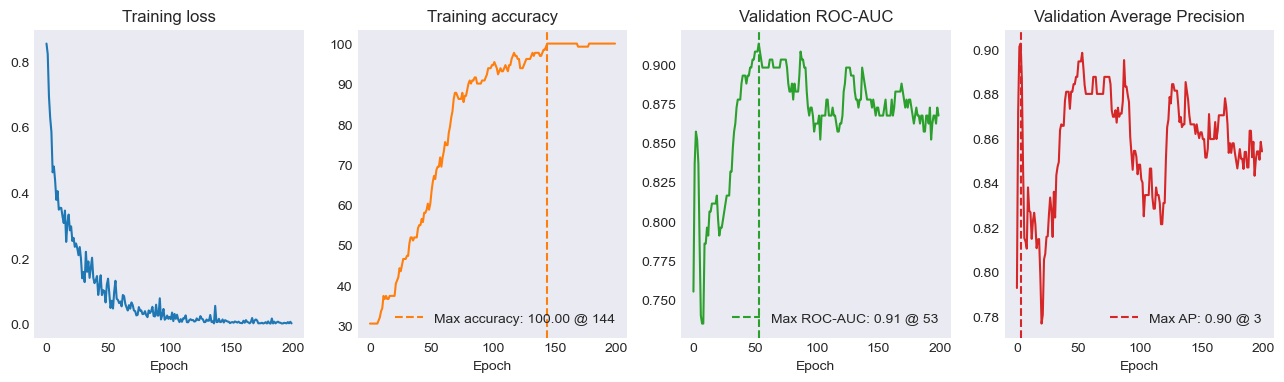 Training loss
0.8
0.6
0.4
0.2
0.0
0 50 100 150 200
Epoch
Training accuracy
100
90
80
70
60
50
40
30
Max accuracy: 100.00 @ 144
0 50 100 150 200
Epoch
Validation ROC-AUC
0.900
0.875
0.850
0.825
0.800
0.775
0.750
Max ROC-AUC: 0.91 @ 53
0 50 100 150 200
Epoch
Validation Average Precision
0.90
0.88
0.86
0.84
0.82
0.80
0.78
Max AP: 0.90 @ 3
0 50 100 150 200
Epoch